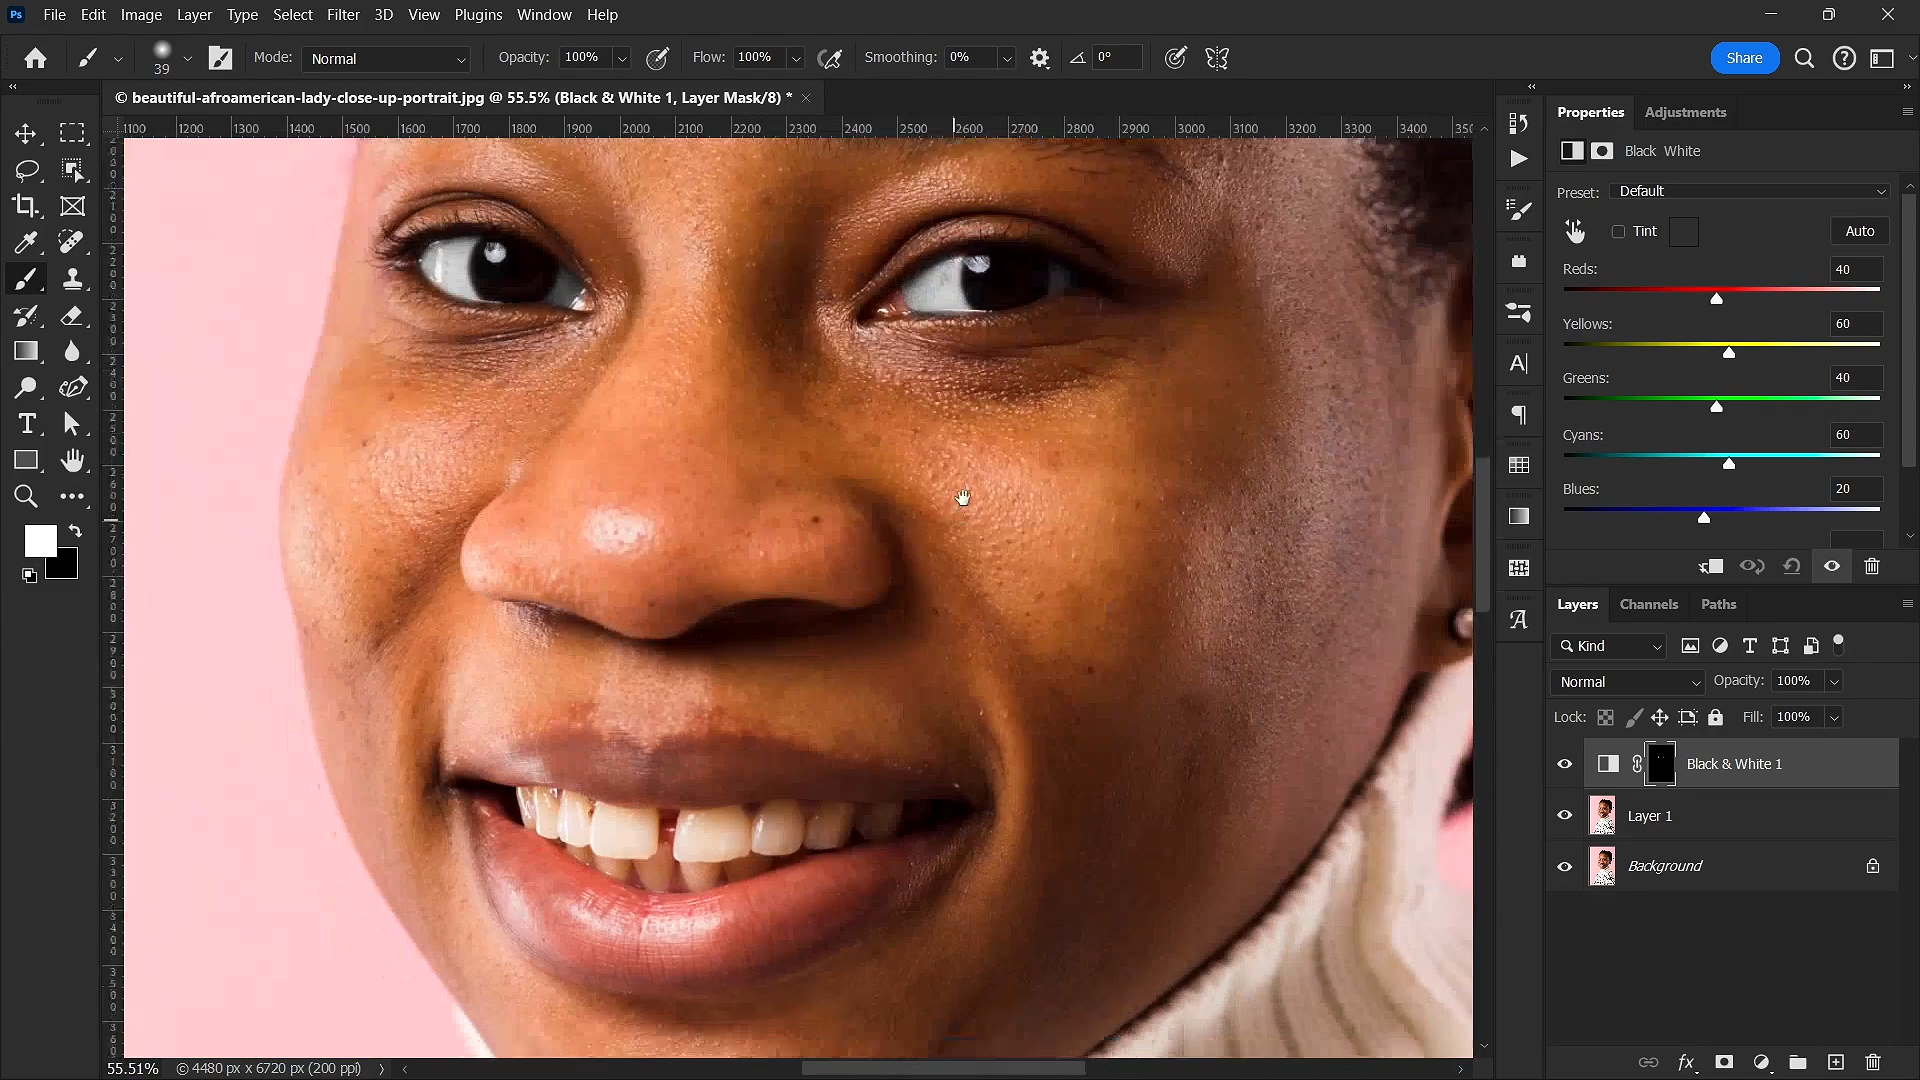 Ps File Edit Image Layer Type Select Filter 3D View Plugins Window Help
39 Mode: Normal Opacity: 100% Flow: 100% Smoothing: 0% 0° Share
© beautiful-afroamerican-lady-close-up-portrait.jpg @ 55.5% (Black & White 1, Layer Mask/8) *
1100 1200 1300 1400 1500 1600 1700 1800 1900 2000 2100 2200 2300 2400 2500 2600 2700 2800 2900 3000 3100 3200 3300 3400
Properties Adjustments
Black White
Preset: Default
Tint Auto
Reds: 40
Yellows: 60
Greens: 40
Cyans: 60
Blues: 20
Layers Channels Paths
Kind
Normal Opacity: 100%
Lock: Fill: 100%
Black & White 1
Layer 1
Background
fx
55.51% © 4480 px x 6720 px (200 ppi)